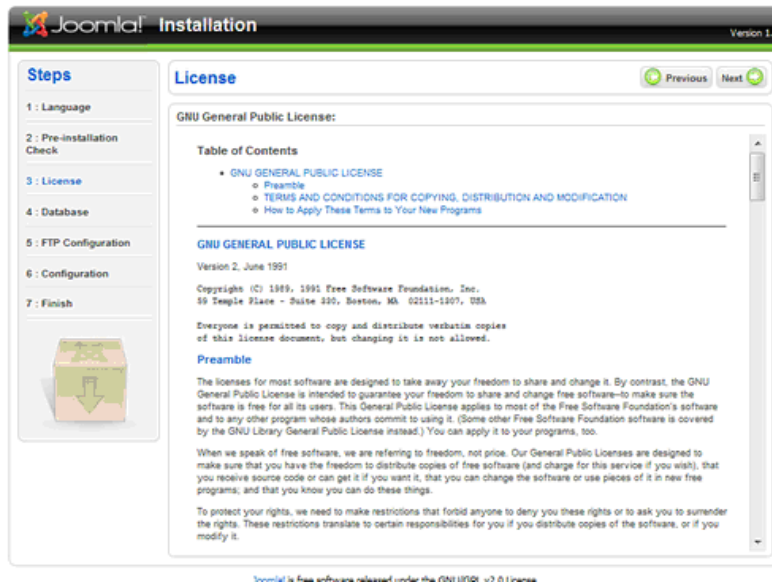 Joomla! Installation
Version 1.
Steps
1 : Language
2 : Pre-installation
Check
3 : License
4 : Database
5 : FTP Configuration
6 : Configuration
7 : Finish
License
Previous
Next
GNU General Public License:
Table of Contents
GNU GENERAL PUBLIC LICENSE
Preamble
TERMS AND CONDITIONS FOR COPYING, DISTRIBUTION AND MODIFICATION
How to Apply These Terms to Your New Programs
GNU GENERAL PUBLIC LICENSE
Version 2, June 1991
Copyright (C) 1989, 1991 Free Software Foundation, Inc.
59 Temple Place - Suite 330, Boston, MA 02111-1307, USA
Everyone is permitted to copy and distribute verbatim copies
of this license document, but changing it is not allowed.
Preamble
The licenses for most software are designed to take away your freedom to share and change it. By contrast, the GNU
General Public License is intended to guarantee your freedom to share and change free software--to make sure the
software is free for all its users. This General Public License applies to most of the Free Software Foundation's software
and to any other program whose authors commit to using it. (Some other Free Software Foundation software is covered
by the GNU Library General Public License instead.) You can apply it to your programs, too.
When we speak of free software, we are referring to freedom, not price. Our General Public Licenses are designed to
make sure that you have the freedom to distribute copies of free software (and charge for this service if you wish), that
you receive source code or can get it if you want it, that you can change the software or use pieces of it in new free
programs; and that you know you can do these things.
To protect your rights, we need to make restrictions that forbid anyone to deny you these rights or to ask you to surrender
the rights. These restrictions translate to certain responsibilities for you if you distribute copies of the software, or if you
modify it.
Joomla! is free software released under the GNU/GPL v2.0 License.